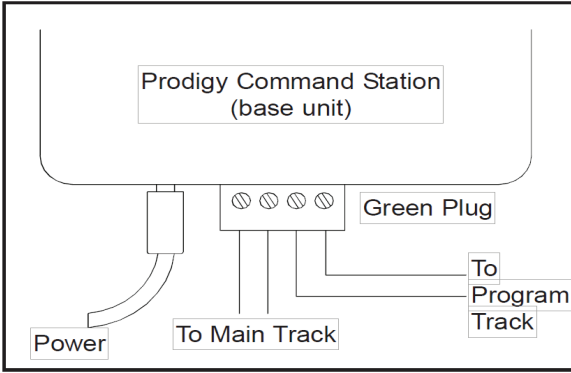 Prodigy Command Station
(base unit)
Green Plug
To
Program
Track
To Main Track
Power